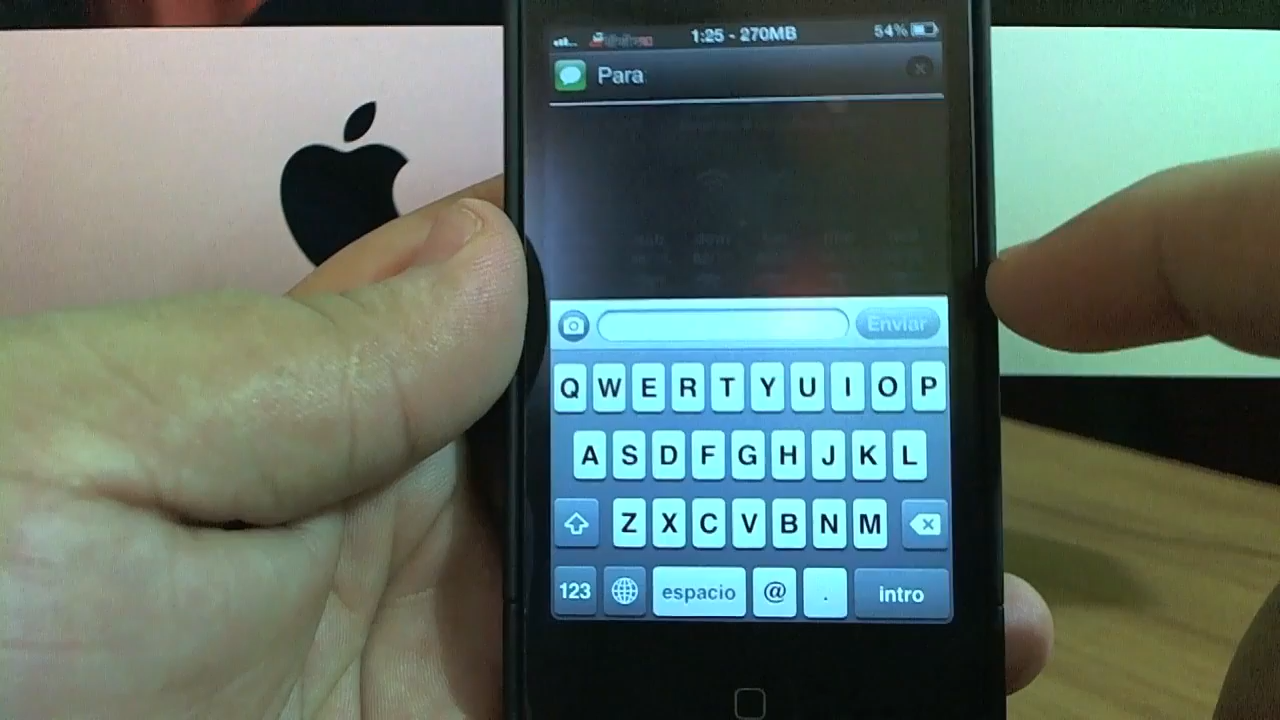 1:25 - 270MB 54%
Para
Enviar
Q W E R T Y U I O P
A S D F G H J K L
Z X C V B N M
123 espacio @ . intro